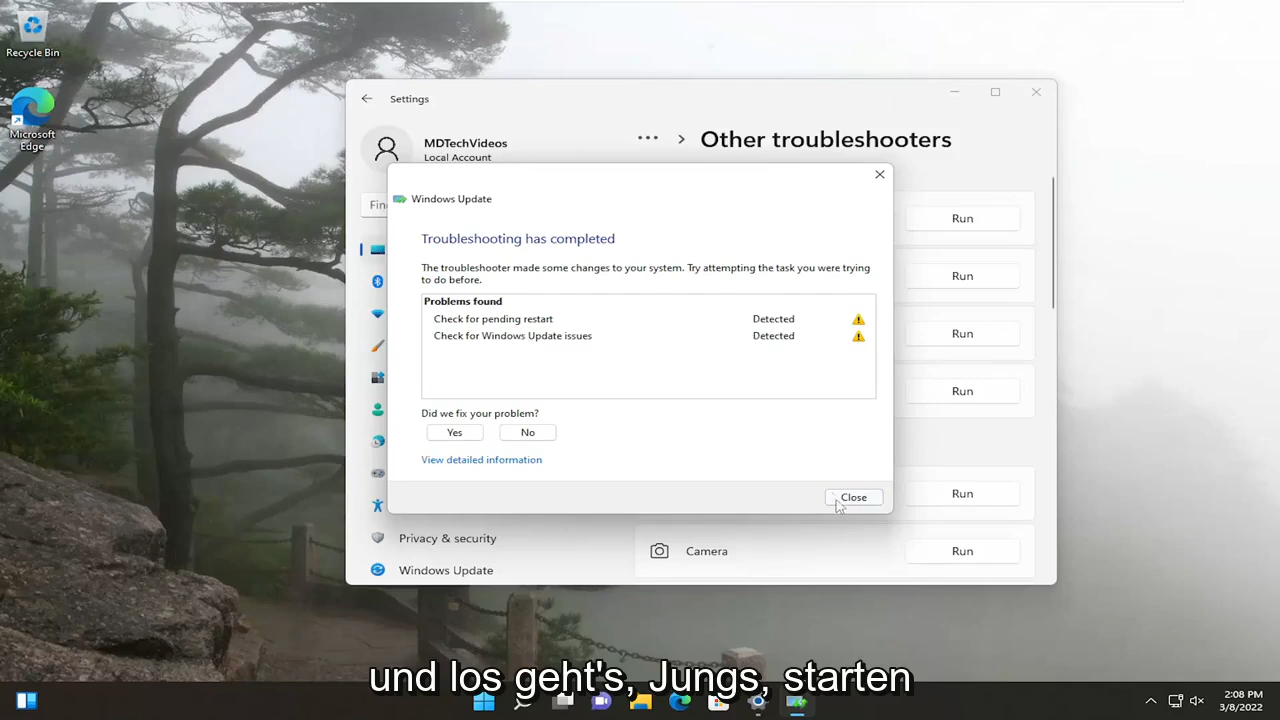 Recycle Bin
Microsoft
Edge
Settings
MDTechVideos
Local Account
... > Other troubleshooters
Windows Update
Troubleshooting has completed
The troubleshooter made some changes to your system. Try attempting the task you were trying
to do before.
Problems found
Check for pending restart Detected
Check for Windows Update issues Detected
Did we fix your problem?
Yes No
View detailed information
Close
Run
Run
Run
Run
Run
Camera Run
Privacy & security
Windows Update
und los geht's, Jungs, starten
2:08 PM
3/8/2022